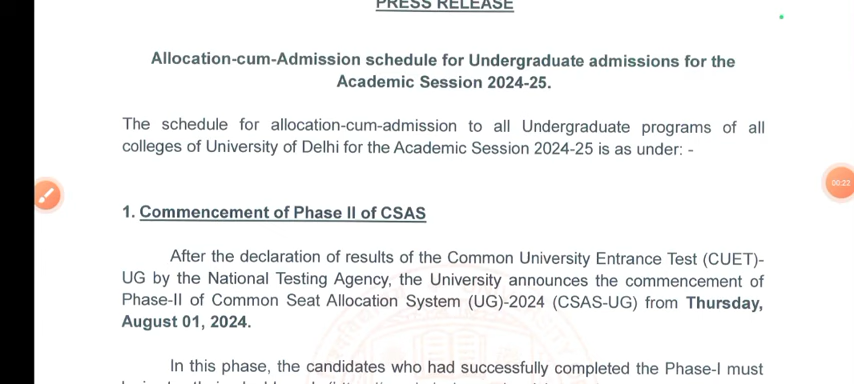 PRESS RELEASE
Allocation-cum-Admission schedule for Undergraduate admissions for the
Academic Session 2024-25.
The schedule for allocation-cum-admission to all Undergraduate programs of all
colleges of University of Delhi for the Academic Session 2024-25 is as under: -
1. Commencement of Phase II of CSAS
00:22
After the declaration of results of the Common University Entrance Test (CUET)-
UG by the National Testing Agency, the University announces the commencement of
Phase-II of Common Seat Allocation System (UG)-2024 (CSAS-UG) from Thursday,
August 01, 2024.
In this phase, the candidates who had successfully completed the Phase-I must